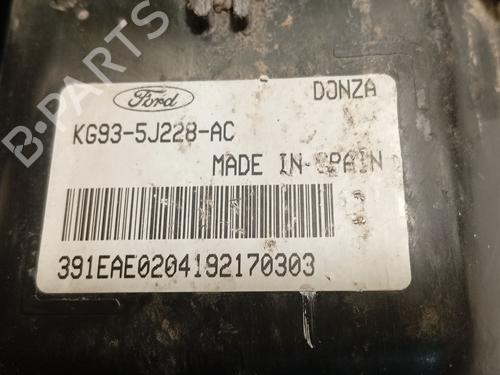 Ford
DJNZA
KG93-5J228-AC
MADE IN SPAIN
391EAE0204192170303
B-PARTS